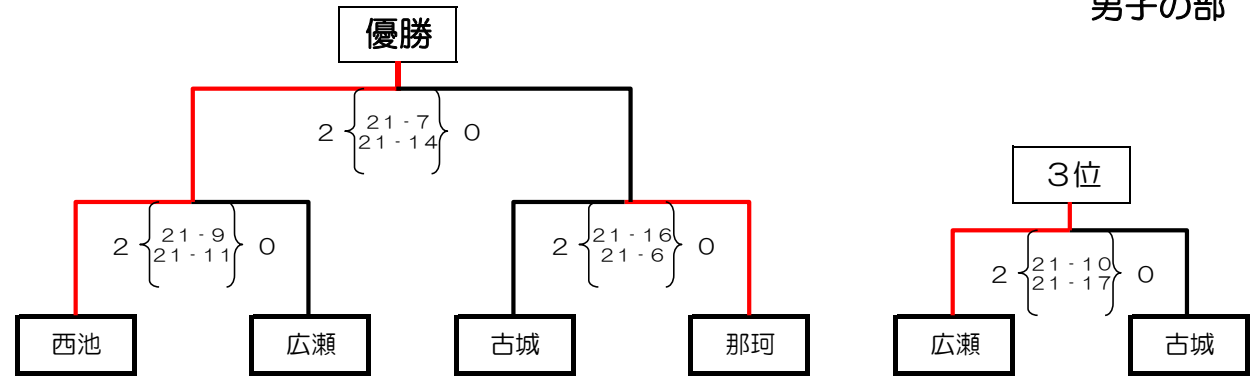 男子の部
優勝
2 21-7 0
21-14
3位
2 21-9 0
21-11
2 21-16 0
21-6
2 21-10 0
21-17
西池
広瀬
古城
那珂
広瀬
古城